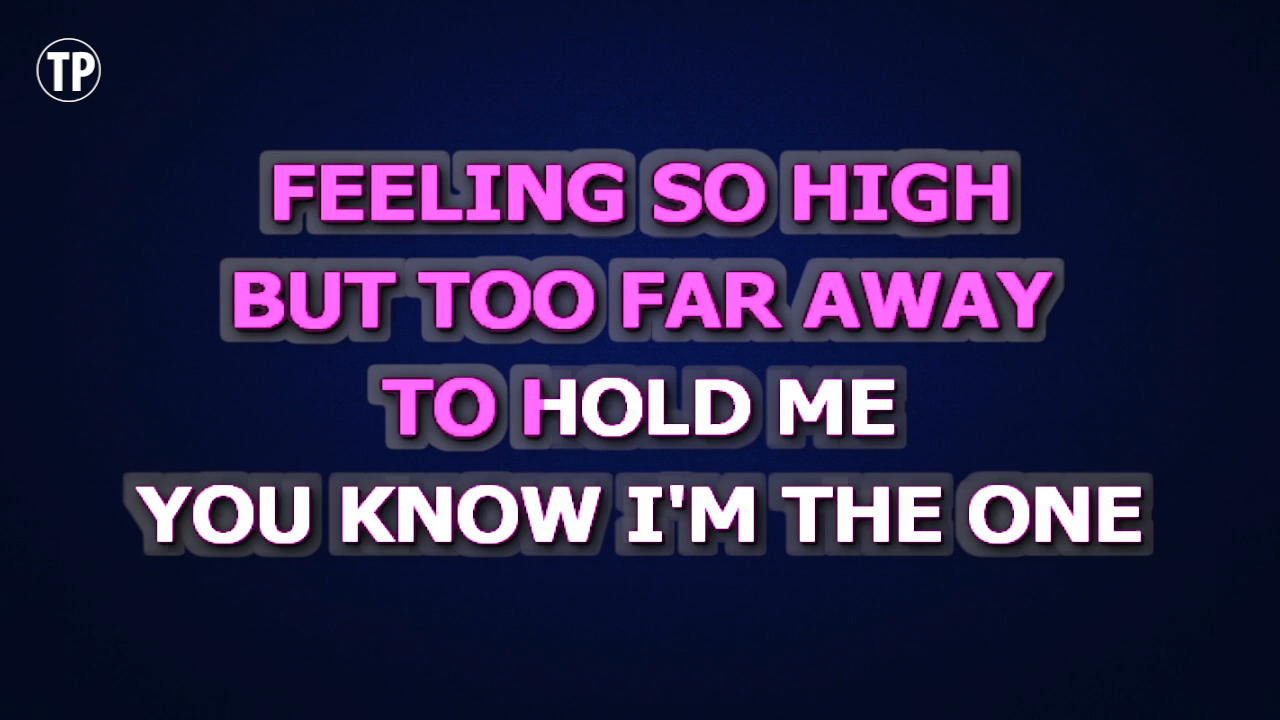 TP
FEELING SO HIGH
BUT TOO FAR AWAY
TO HOLD ME
YOU KNOW I'M THE ONE